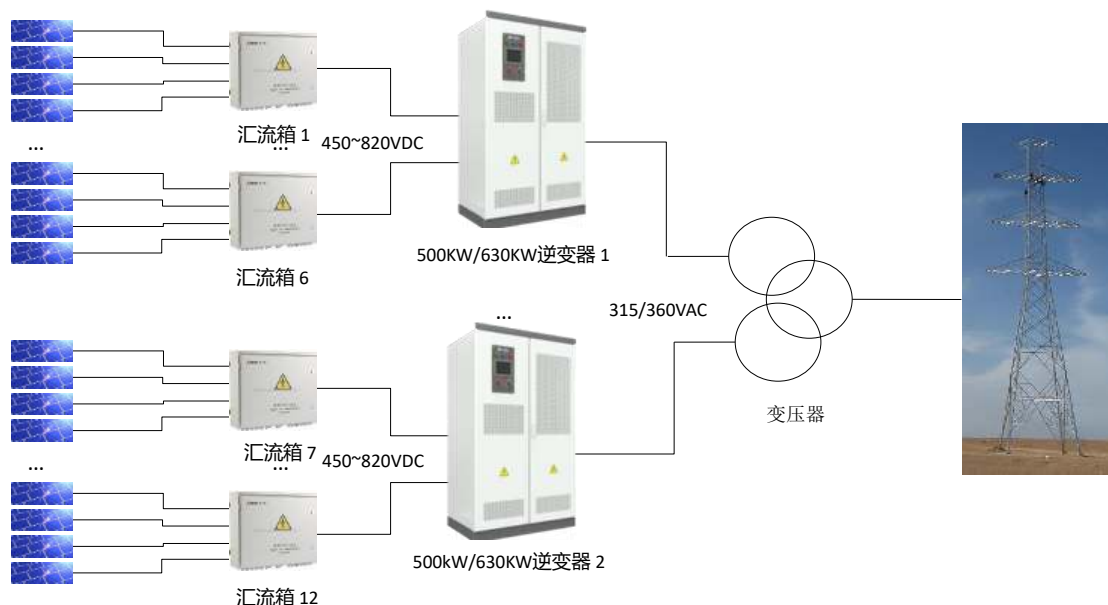 汇流箱 1
...
...
450~820VDC
汇流箱 6
500KW/630KW逆变器 1
...
315/360VAC
变压器
汇流箱 7
...
...
450~820VDC
汇流箱 12
500kW/630KW逆变器 2